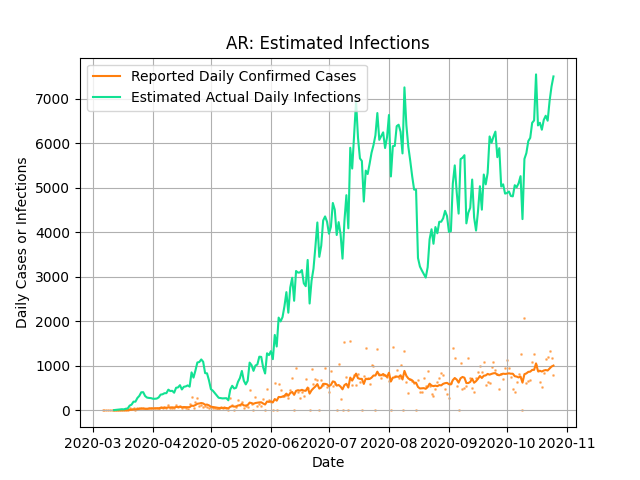 AR: Estimated Infections
Reported Daily Confirmed Cases
Estimated Actual Daily Infections
Daily Cases or Infections
7000
6000
5000
4000
3000
2000
1000
0
2020-03 2020-04 2020-05 2020-06 2020-07 2020-08 2020-09 2020-10 2020-11
Date